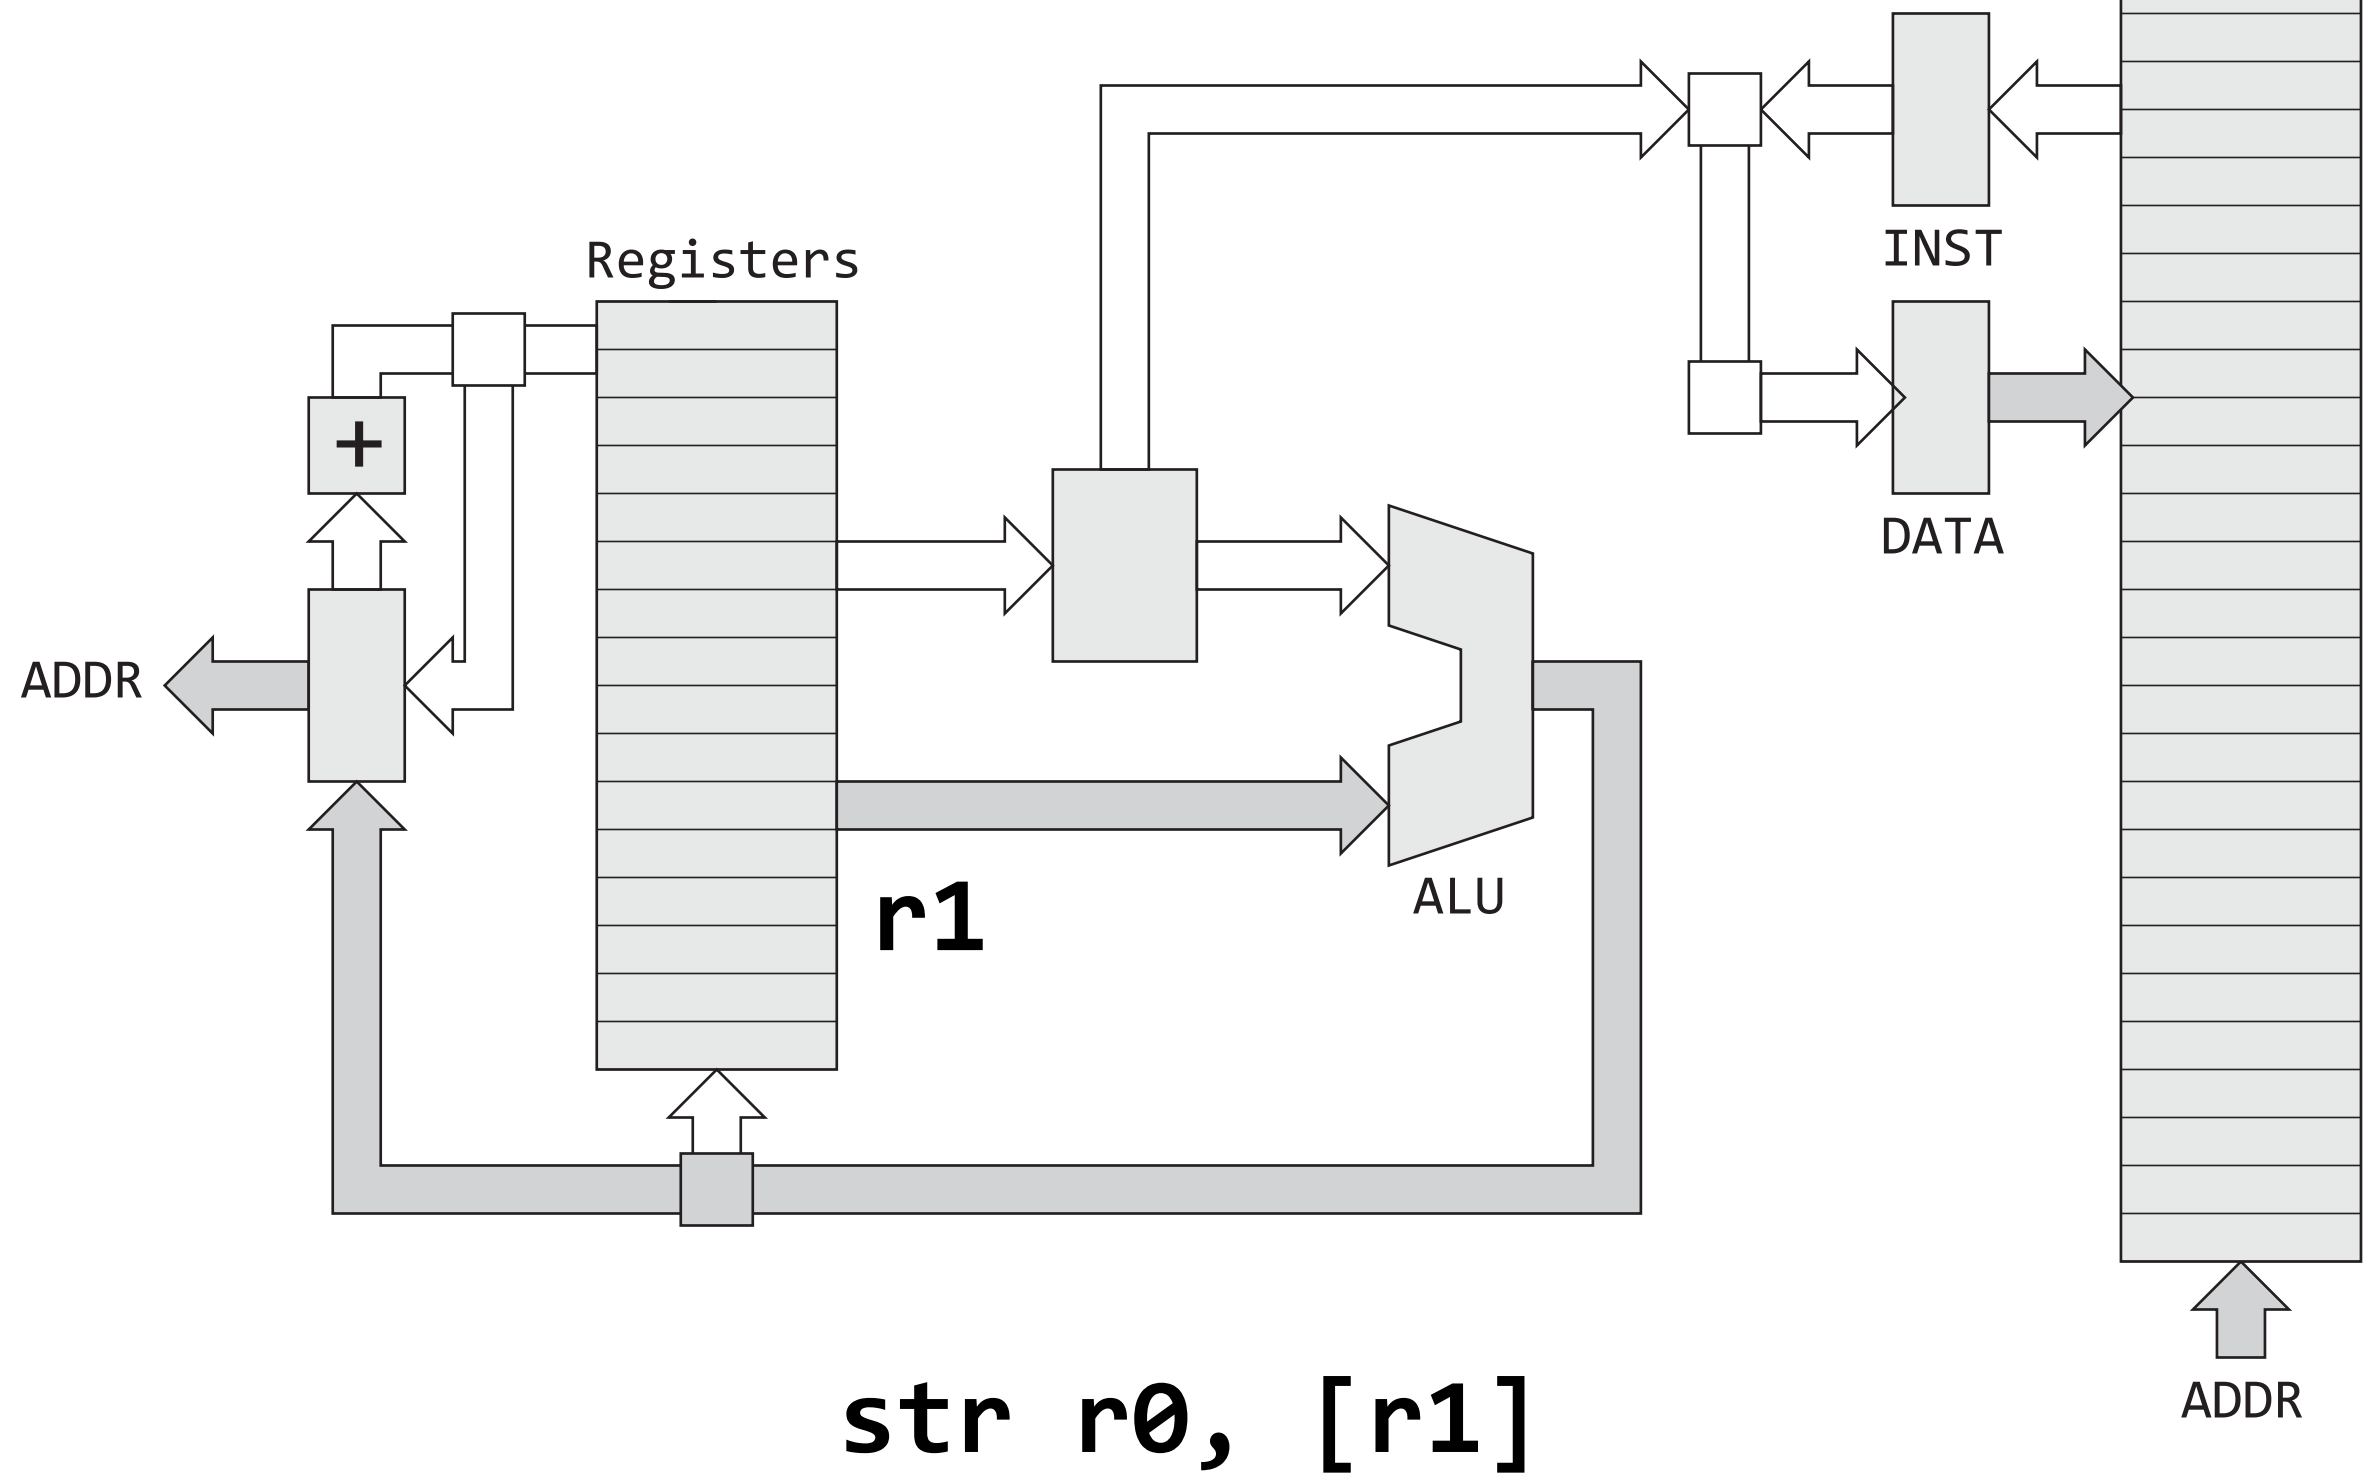 INST
Registers
+
DATA
ADDR
ALU
r1
str r0, [r1]
ADDR